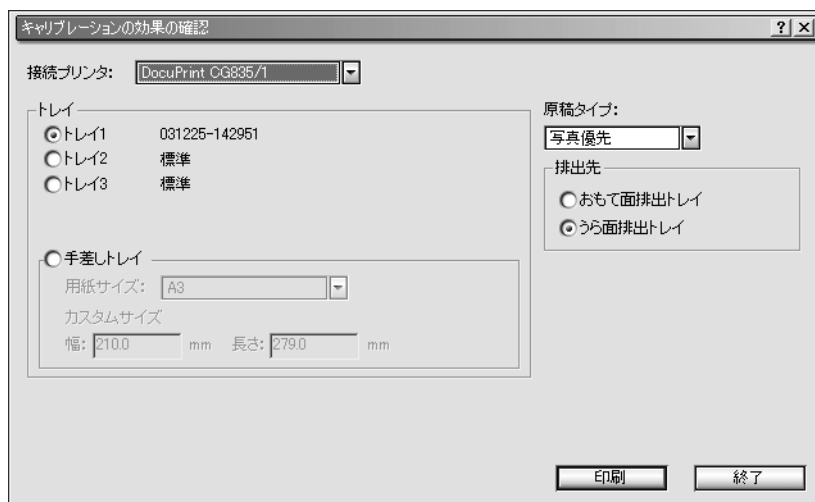 キャリブレーションの効果の確認
接続プリンタ: DocuPrint CG835/1
トレイ
トレイ1 031225-142951
トレイ2 標準
トレイ3 標準
手差しトレイ
用紙サイズ: A3
カスタムサイズ
幅: 210.0 mm 長さ: 279.0 mm
原稿タイプ:
写真優先
排出先
おもて面排出トレイ
うら面排出トレイ
印刷 終了